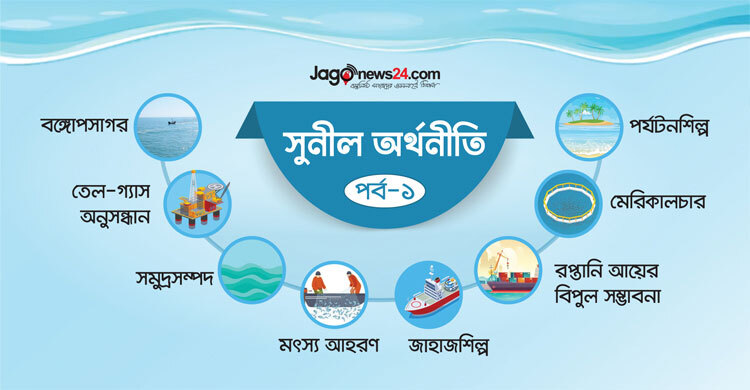 Jagonews24.com
সুনীল অর্থনীতি
পর্ব-১
বঙ্গোপসাগর
তেল-গ্যাস
অনুসন্ধান
সমুদ্রসম্পদ
মৎস্য আহরণ
জাহাজশিল্প
রপ্তানি আয়ের
বিপুল সম্ভাবনা
মেরিকালচার
পর্যটনশিল্প